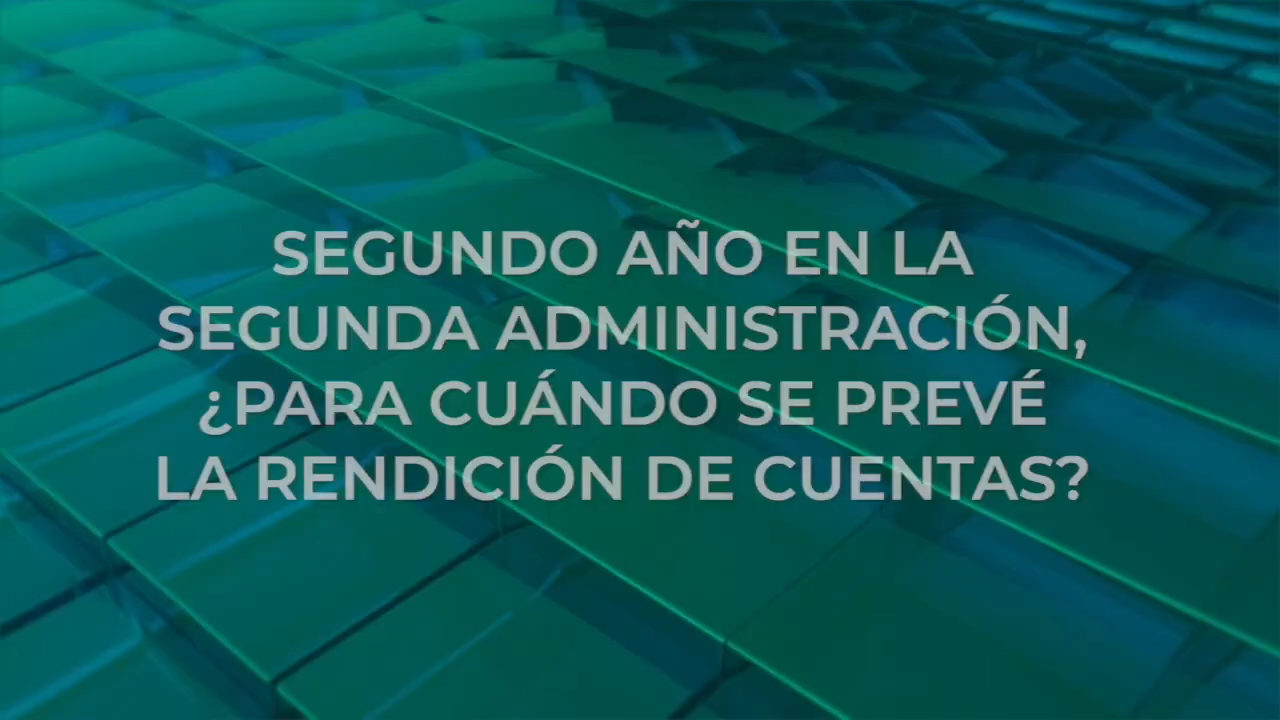 SEGUNDO AÑO EN LA
SEGUNDA ADMINISTRACIÓN,
¿PARA CUÁNDO SE PREVÉ
LA RENDICIÓN DE CUENTAS?